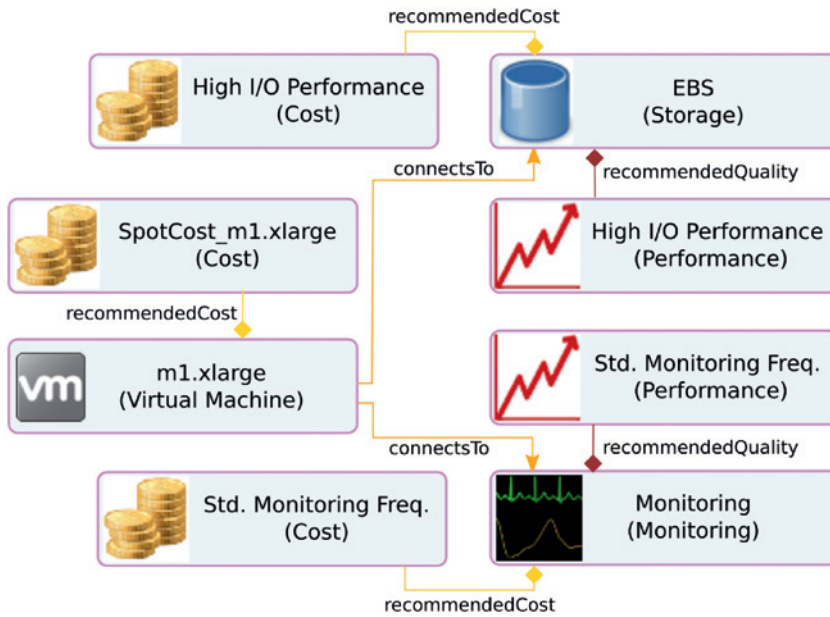 recommendedCost
High I/O Performance
(Cost)
EBS
(Storage)
connectsTo
recommendedQuality
SpotCost_m1.xlarge
(Cost)
High I/O Performance
(Performance)
recommendedCost
m1.xlarge
(Virtual Machine)
vm
Std. Monitoring Freq.
(Performance)
connectsTo
recommendedQuality
Std. Monitoring Freq.
(Cost)
Monitoring
(Monitoring)
recommendedCost